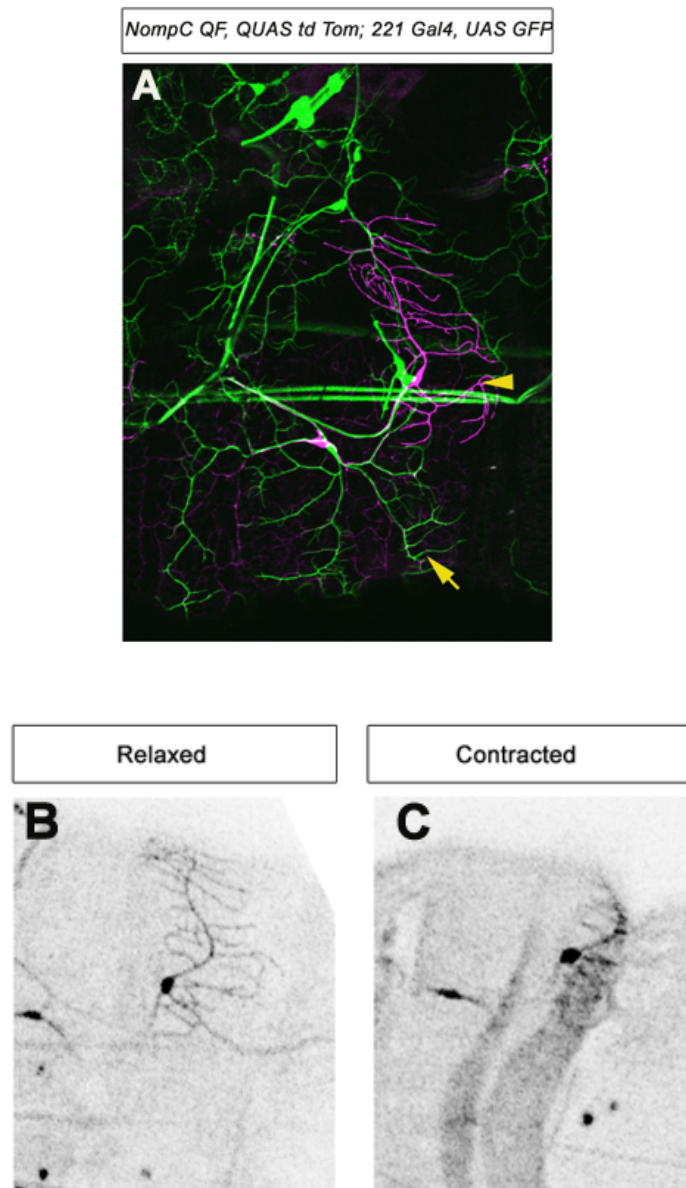 NompC QF, QUAS td Tom; 221 Gal4, UAS GFP
A
Relaxed
Contracted
B
C